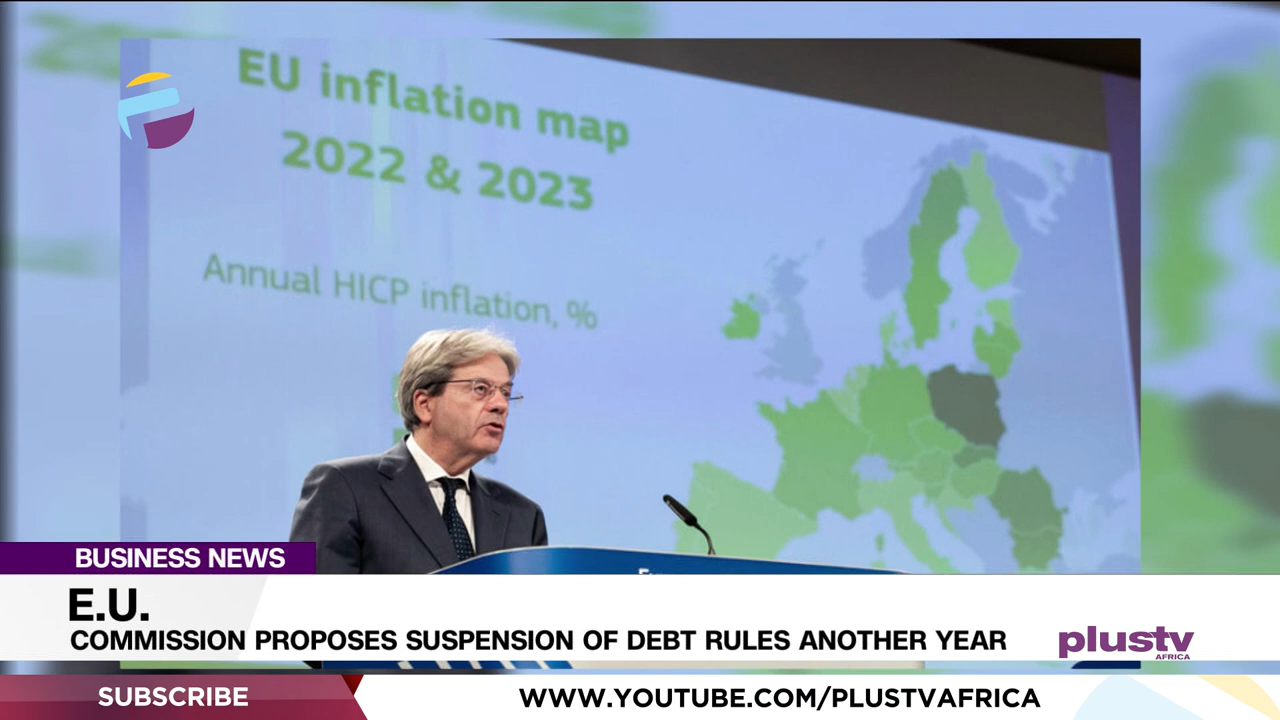 EU inflation map
2022 & 2023
Annual HICP inflation, %
BUSINESS NEWS
E.U.
COMMISSION PROPOSES SUSPENSION OF DEBT RULES ANOTHER YEAR
plustv
AFRICA
SUBSCRIBE
WWW.YOUTUBE.COM/PLUSTVAFRICA